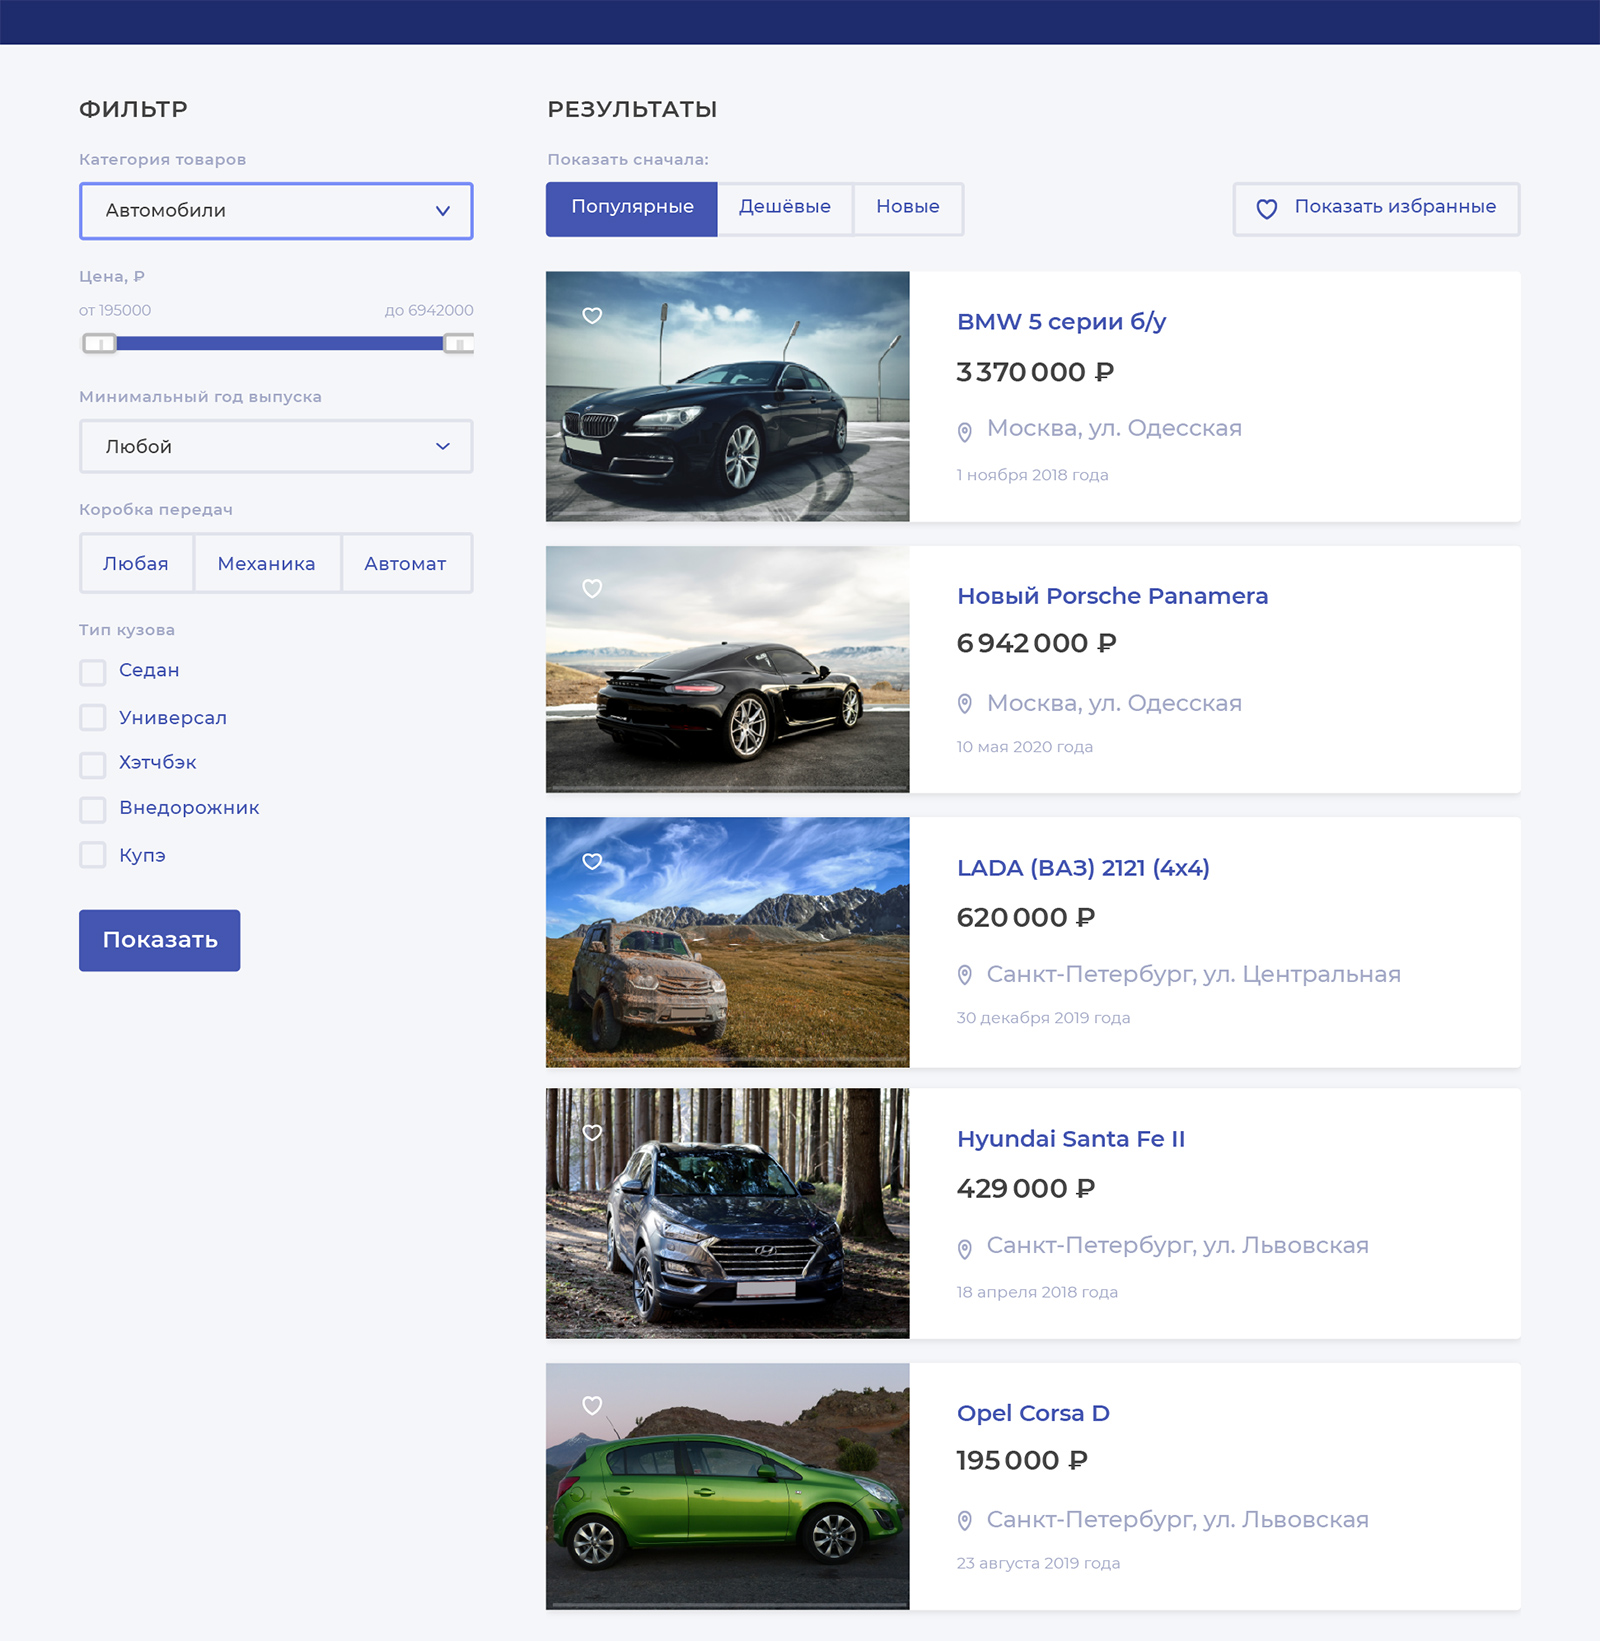 ФИЛЬТР
Категория товаров
Автомобили
Цена, ₽
от 195000
до 6942000
Минимальный год выпуска
Любой
Коробка передач
Любая
Механика
Автомат
Тип кузова
Седан
Универсал
Хэтчбэк
Внедорожник
Купэ
Показать
РЕЗУЛЬТАТЫ
Показать сначала:
Популярные
Дешёвые
Новые
Показать избранные
BMW 5 серии б/у
3 370 000 ₽
Москва, ул. Одесская
1 ноября 2018 года
Новый Porsche Panamera
6 942 000 ₽
Москва, ул. Одесская
10 мая 2020 года
LADA (ВАЗ) 2121 (4x4)
620 000 ₽
Санкт-Петербург, ул. Центральная
30 декабря 2019 года
Hyundai Santa Fe II
429 000 ₽
Санкт-Петербург, ул. Львовская
18 апреля 2018 года
Opel Corsa D
195 000 ₽
Санкт-Петербург, ул. Львовская
23 августа 2019 года